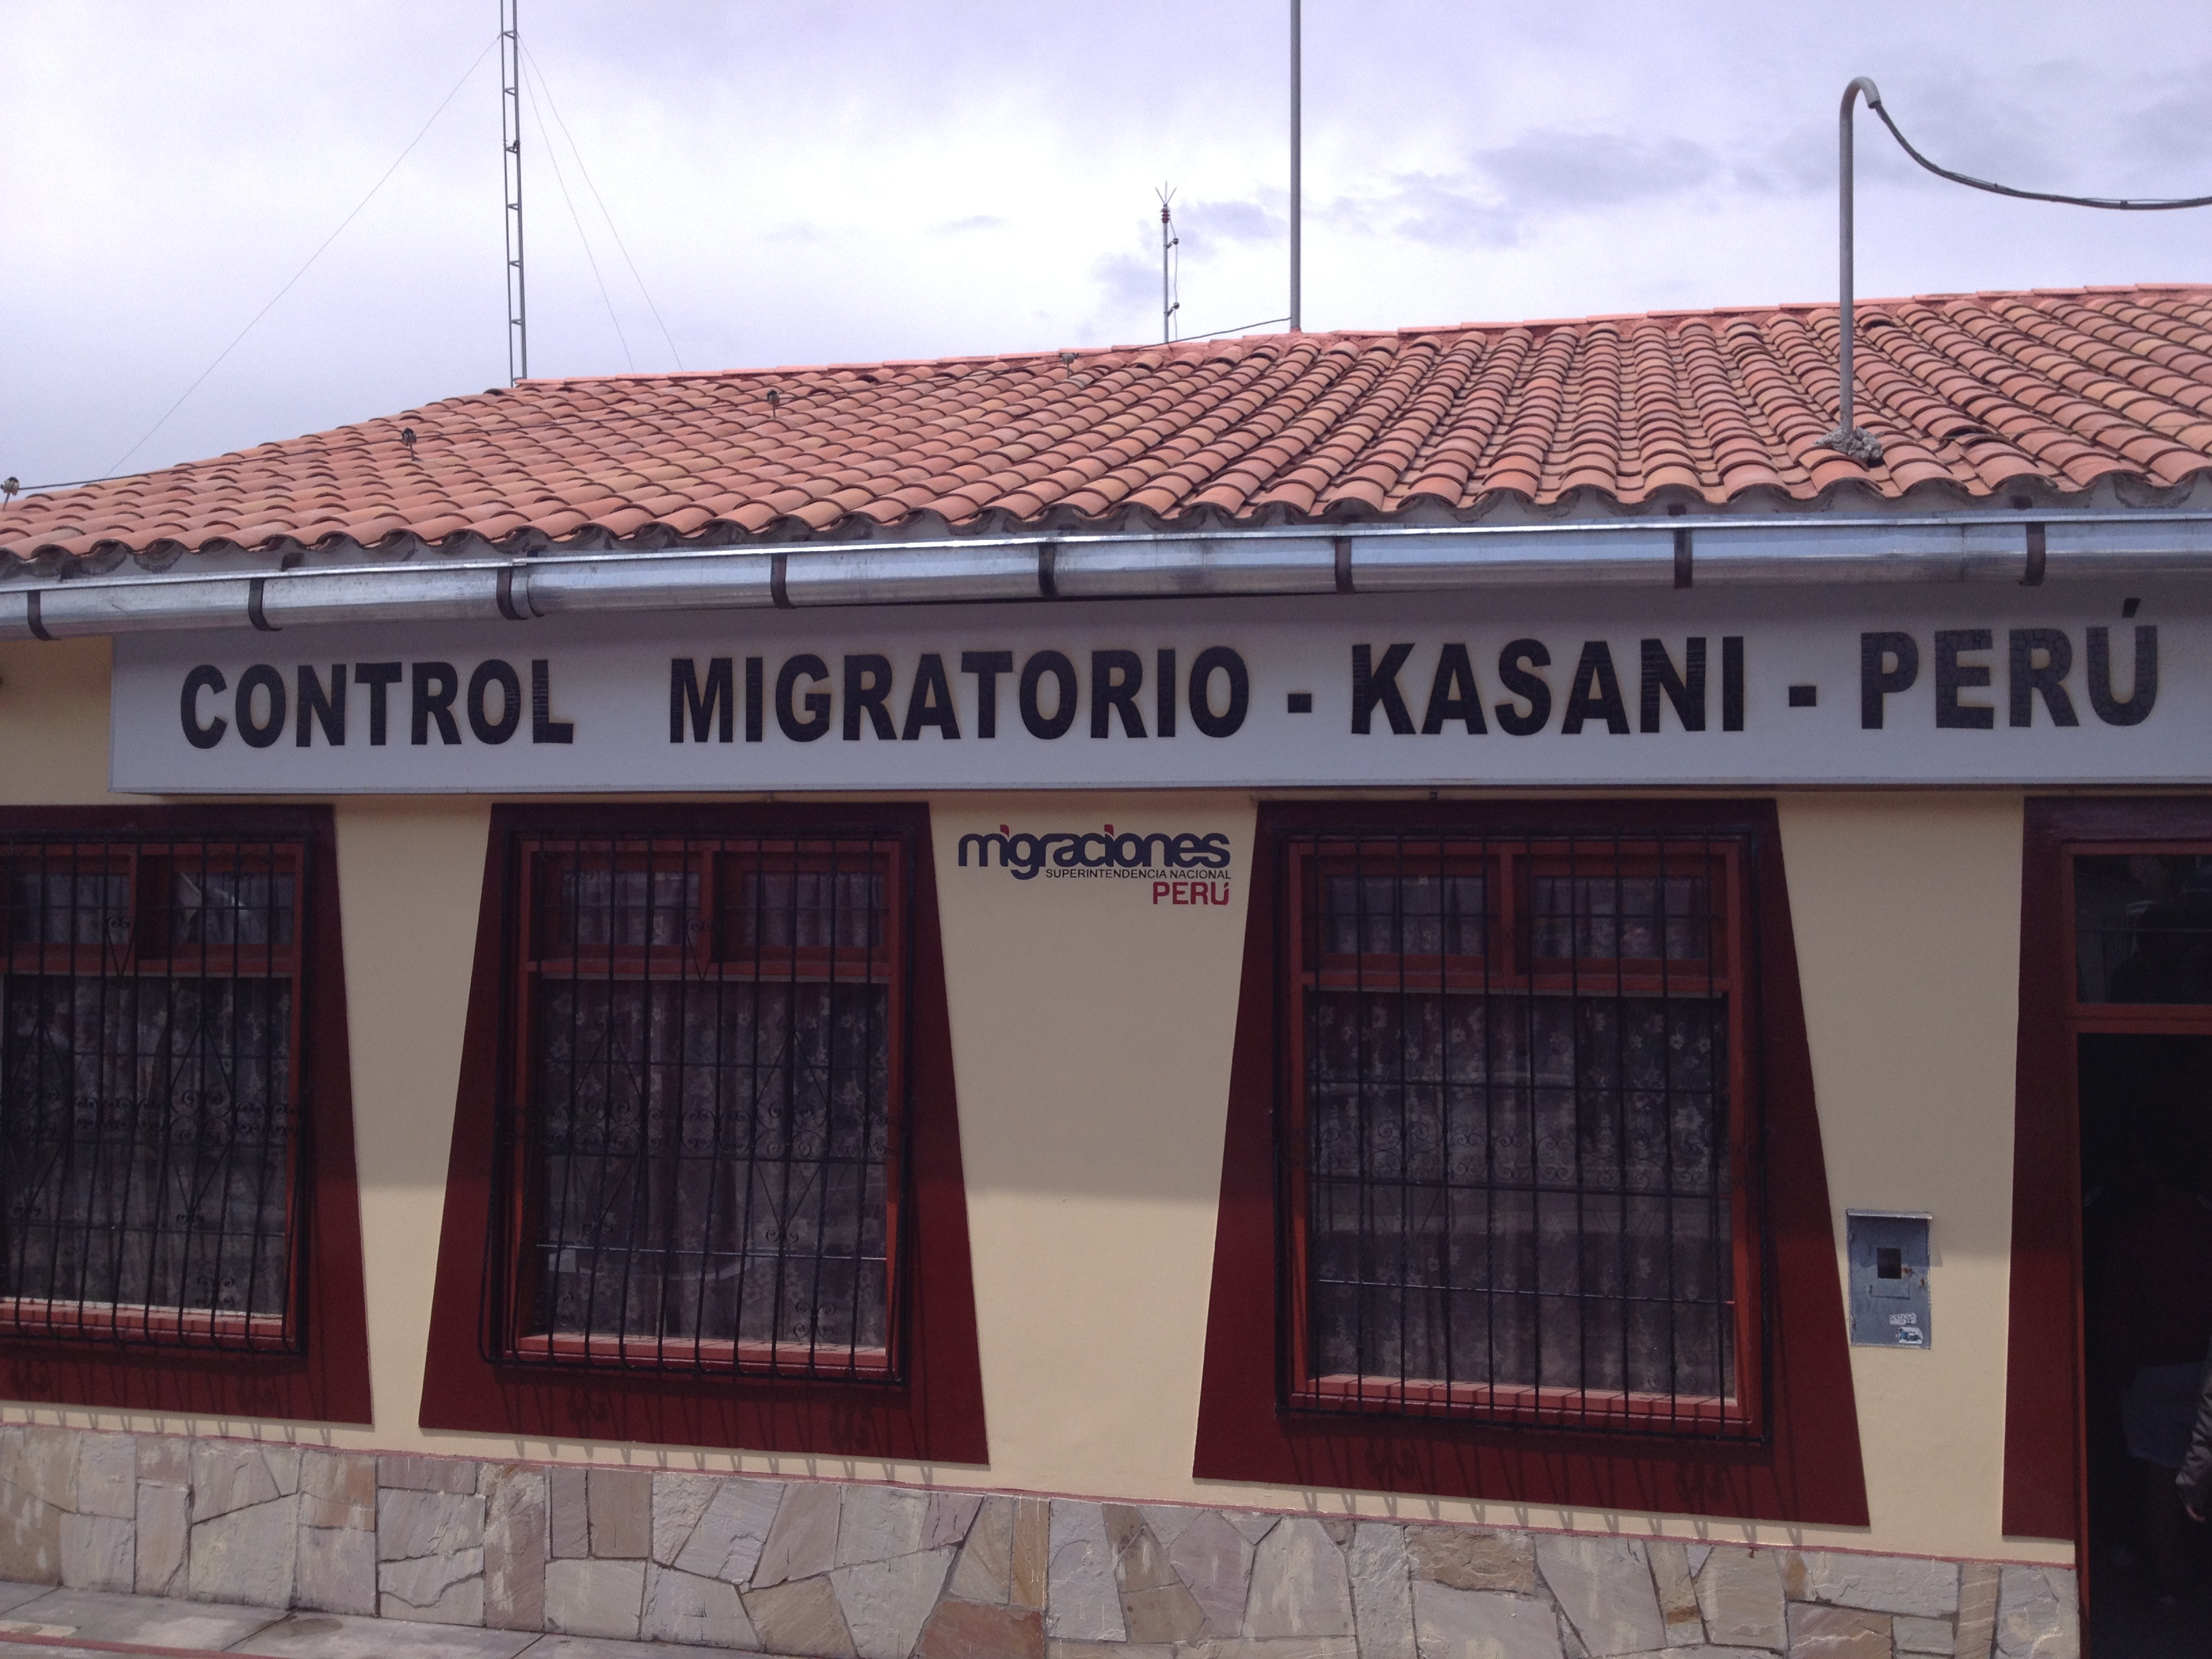 CONTROL MIGRATORIO - KASANI - PERÚ
migraciones
SUPERINTENDENCIA NACIONAL
PERÚ